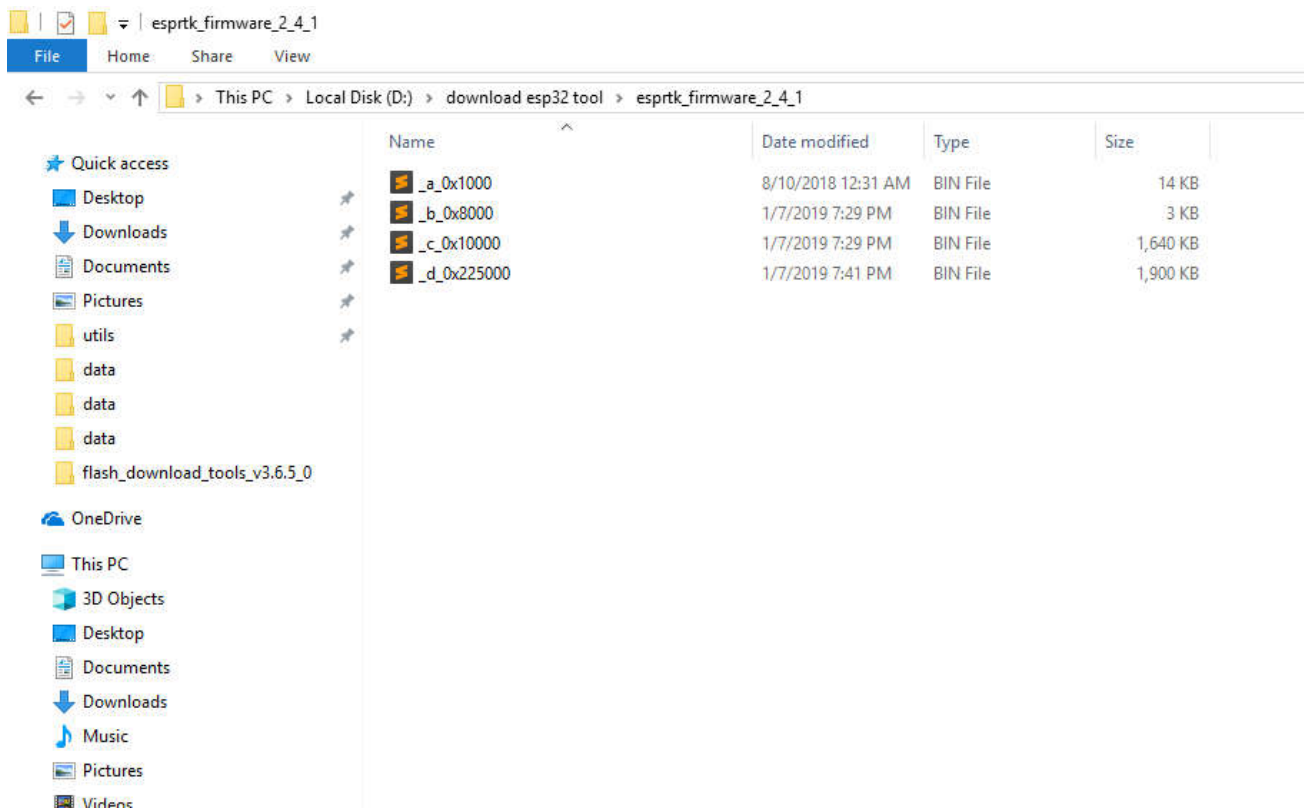 esprtk_firmware_2_4_1
File Home Share View
This PC > Local Disk (D:) > download esp32 tool > esprtk_firmware_2_4_1
Name Date modified Type Size
Quick access
_a_0x1000 8/10/2018 12:31 AM BIN File 14 KB
Desktop
_b_0x8000 1/7/2019 7:29 PM BIN File 3 KB
Downloads
_c_0x10000 1/7/2019 7:29 PM BIN File 1,640 KB
Documents
_d_0x225000 1/7/2019 7:41 PM BIN File 1,900 KB
Pictures
utils
data
data
data
flash_download_tools_v3.6.5_0
OneDrive
This PC
3D Objects
Desktop
Documents
Downloads
Music
Pictures
Videos